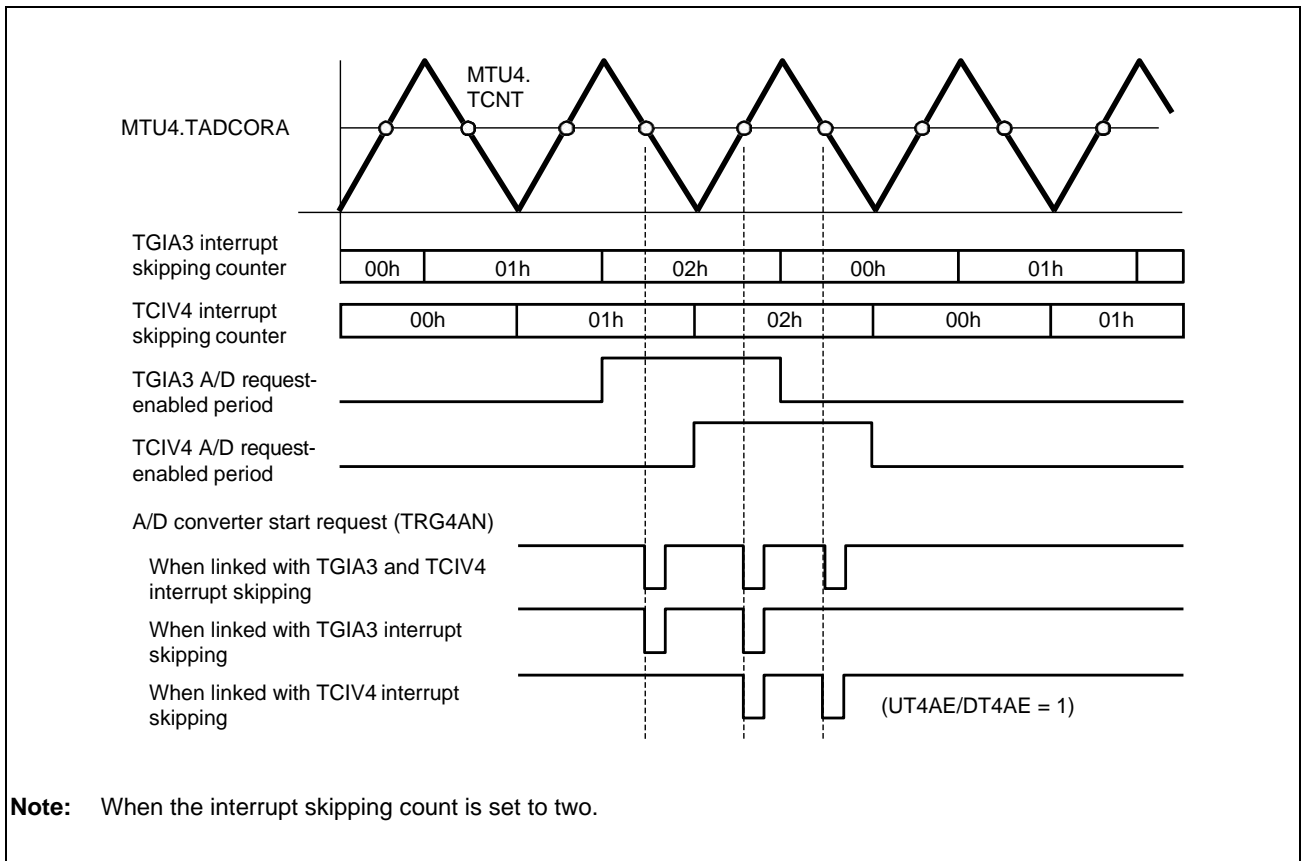 MTU4.
TCNT
MTU4.TADCORA
TGIA3 interrupt
skipping counter
00h 01h 02h 00h 01h
TCIV4 interrupt
skipping counter
00h 01h 02h 00h 01h
TGIA3 A/D request-
enabled period
TCIV4 A/D request-
enabled period
A/D converter start request (TRG4AN)
When linked with TGIA3 and TCIV4
interrupt skipping
When linked with TGIA3 interrupt
skipping
When linked with TCIV4 interrupt
skipping
(UT4AE/DT4AE = 1)
Note: When the interrupt skipping count is set to two.